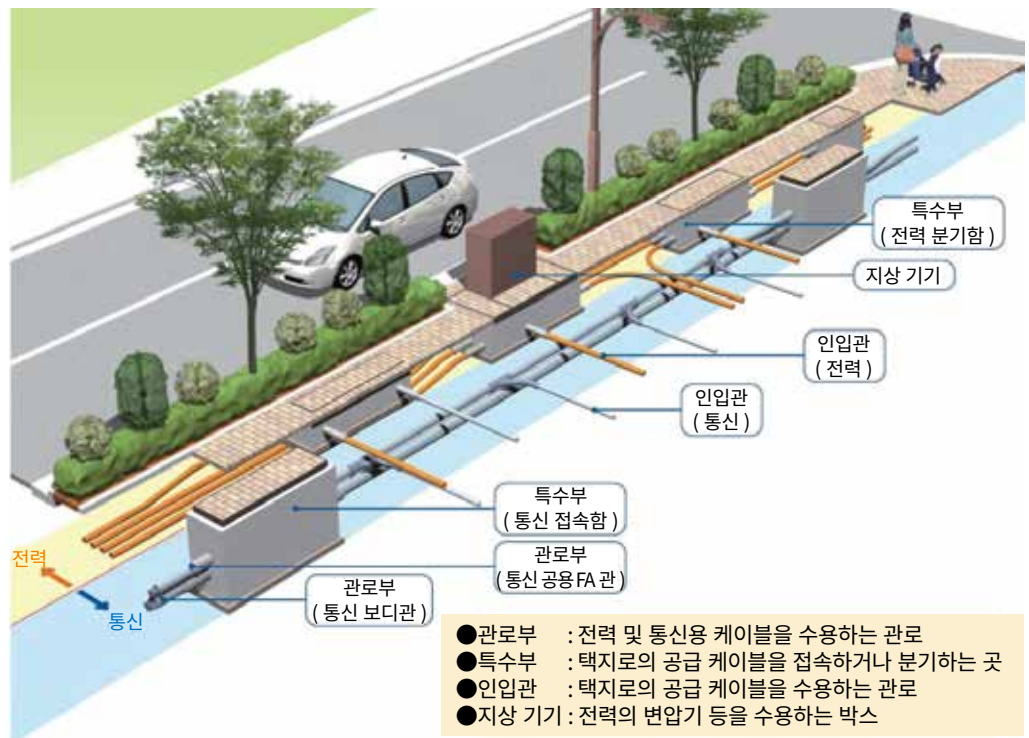 특수부
( 전력 분기함 )
지상 기기
인입관
( 전력 )
인입관
( 통신 )
특수부
( 통신 접속함 )
관로부
( 통신 공용 FA 관 )
관로부
( 통신 보디관 )
전력
통신
●관로부 : 전력 및 통신용 케이블을 수용하는 관로
●특수부 : 택지로의 공급 케이블을 접속하거나 분기하는 곳
●인입관 : 택지로의 공급 케이블을 수용하는 관로
●지상 기기 : 전력의 변압기 등을 수용하는 박스